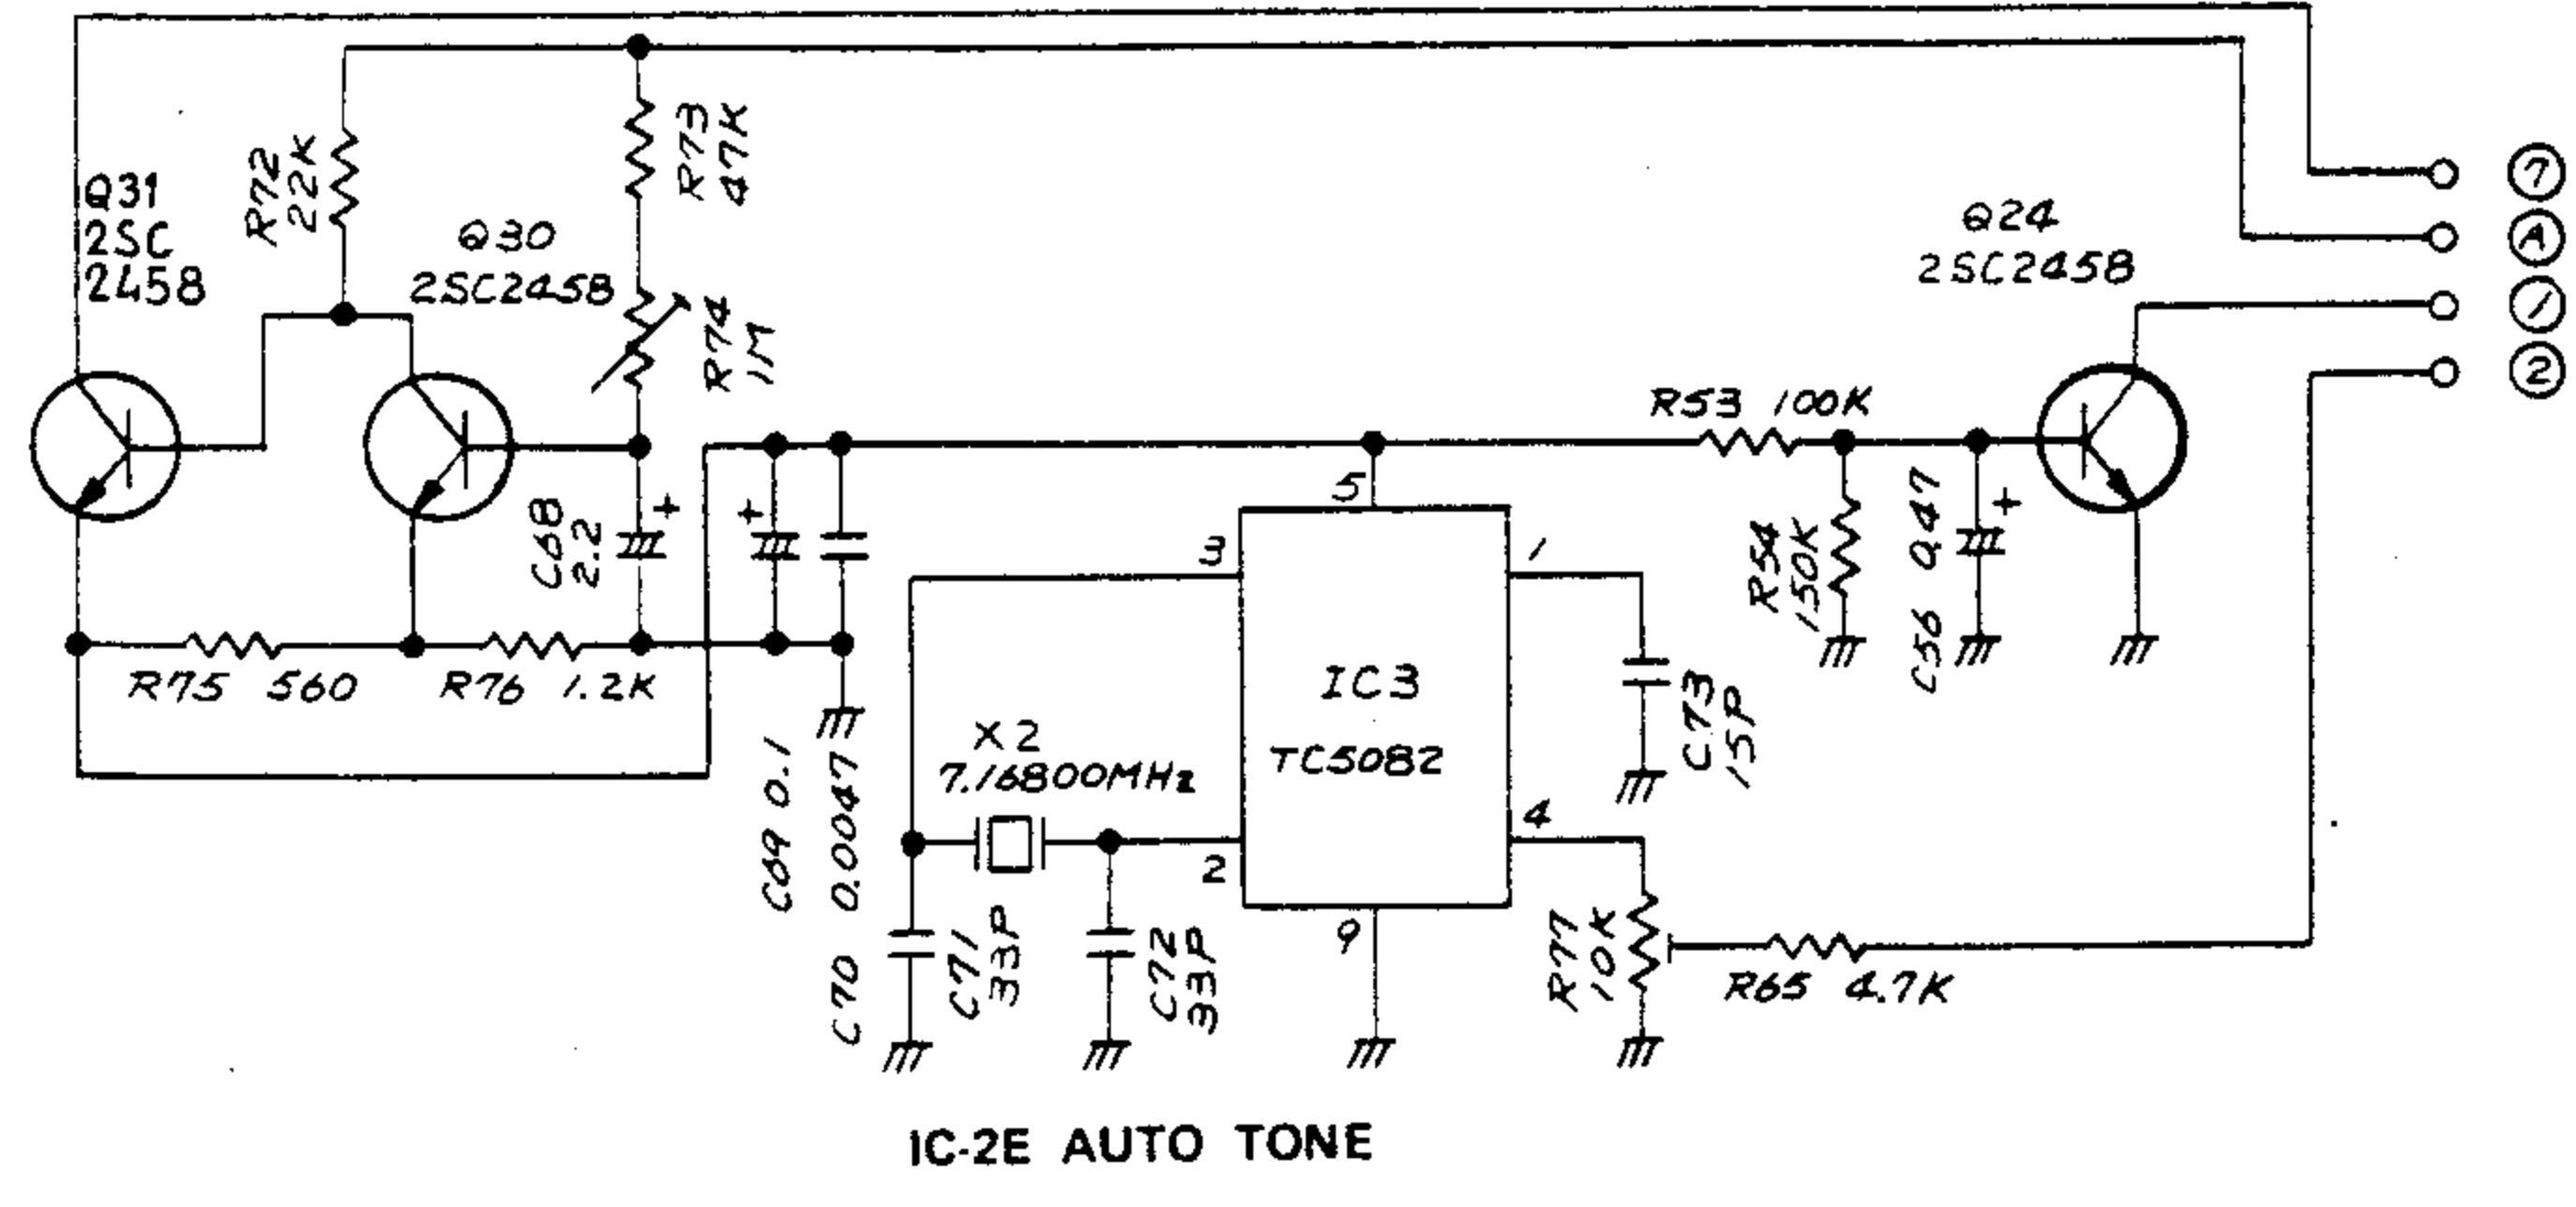 Q31
2SC
2458
R72
22K
Q30
2SC2458
R73
47K
R74
1M
C68
2.2
+
+
R75 560
R76 1.2K
C69 0.1
C70 0.0047
X2
7.16800MHz
C71
33P
C72
33P
3
5
1
2
4
9
IC3
TC5082
C73
15P
R77
10K
R65 4.7K
R53 100K
R54
150K
C56 0.47
+
Q24
2SC2458
7
A
1
2
IC-2E AUTO TONE